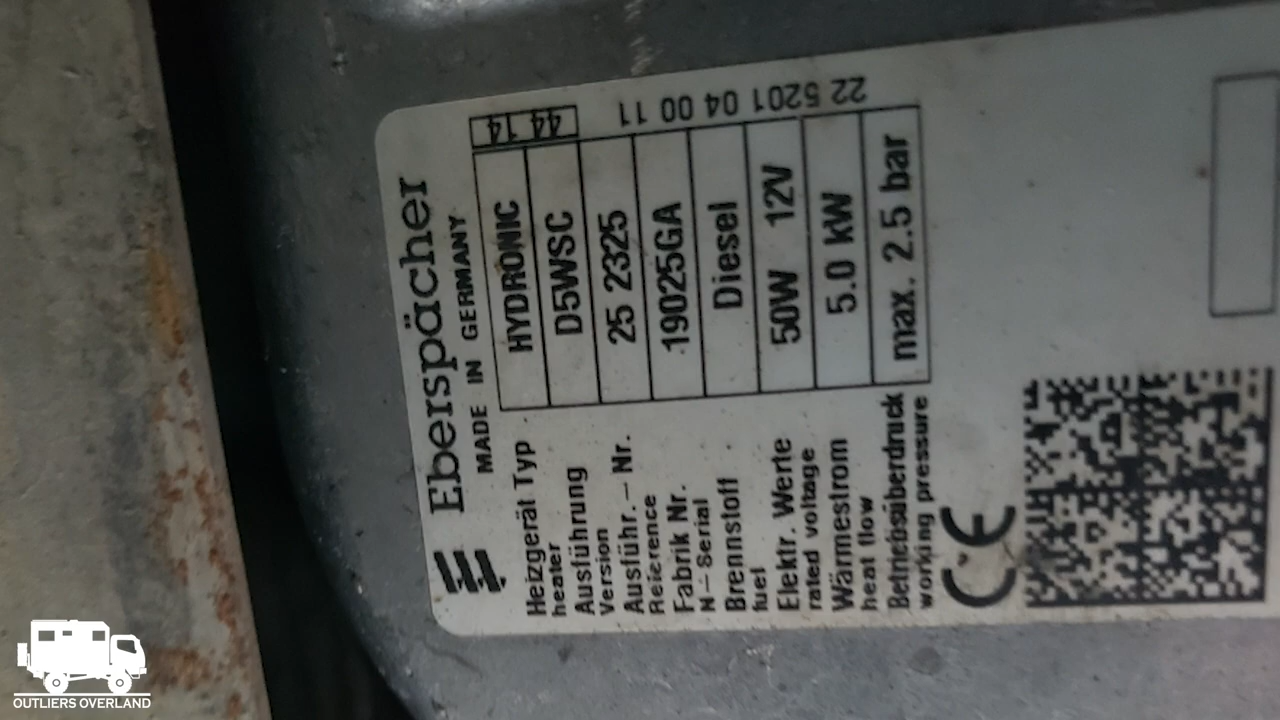 Eberspächer
MADE IN GERMANY
44 14
22 5201 04 00 11
Heizgerät Typ HYDRONIC
heater
Ausführung D5WSC
Version
Ausführ.-Nr. 25 2325
Reierence
Fabrik Nr. 19025GA
N-Serial
Brennstoff Diesel
fuel
Elektr. Werte 50W 12V
rated voltage
Wärmestrom 5.0 kW
heat flow
Betriebsüberdruck max. 2.5 bar
working pressure
CE
OUTLIERS OVERLAND